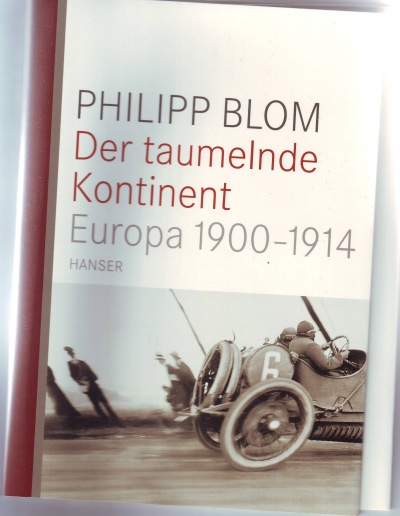 PHILIPP BLOM
Der taumelnde
Kontinent
Europa 1900–1914
HANSER
6